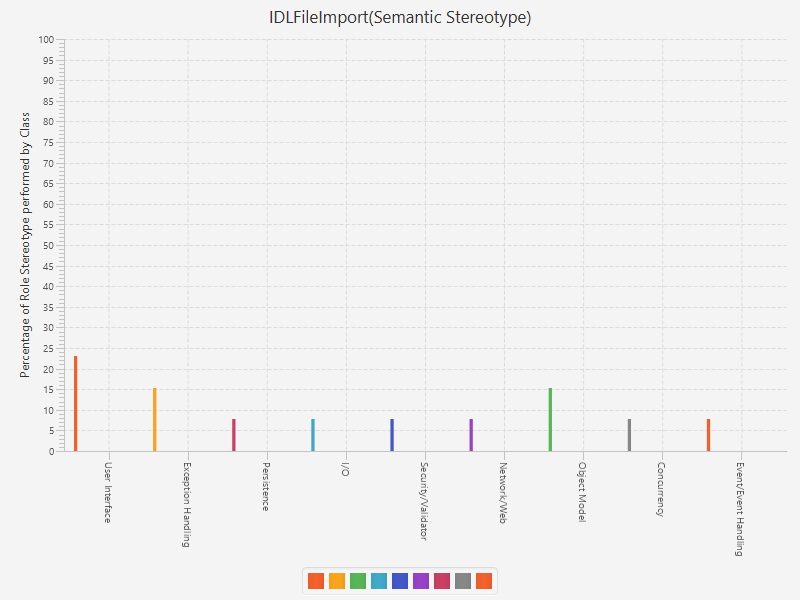 IDLFileImport(Semantic Stereotype)
Percentage of Role Stereotype performed by Class
100
95
90
85
80
75
70
65
60
55
50
45
40
35
30
25
20
15
10
5
0
User Interface
Exception Handling
Persistence
I/O
Security/Validator
Network/Web
Object Model
Concurrency
Event/Event Handling